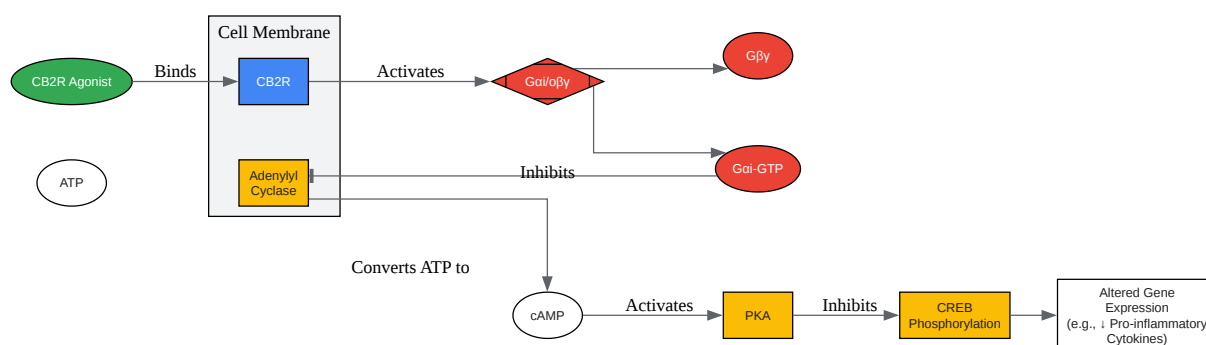 Cell Membrane
CB2R Agonist
Binds
CB2R
Activates
Gαi/oβγ
Gβγ
ATP
Adenylyl
Cyclase
Inhibits
Gαi-GTP
Converts ATP to
cAMP
Activates
PKA
Inhibits
CREB
Phosphorylation
Altered Gene
Expression
(e.g., ↓ Pro-inflammatory
Cytokines)